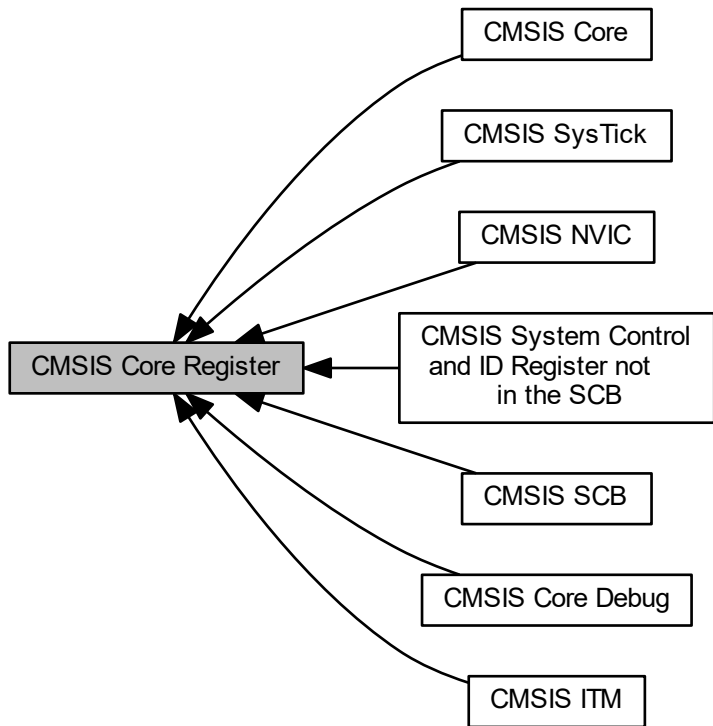 CMSIS Core
CMSIS SysTick
CMSIS NVIC
CMSIS Core Register
CMSIS System Control
and ID Register not
in the SCB
CMSIS SCB
CMSIS Core Debug
CMSIS ITM